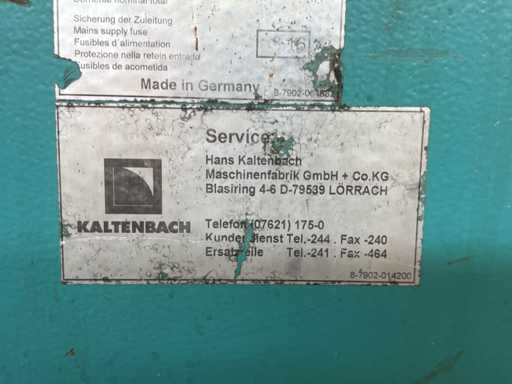 Sicherung der Zuleitung
Mains supply fuse
Fusibles d'alimentation
Protezione nella rete in entrata
Fusibles de acometida
Made in Germany
Service
Hans Kaltenbach
Maschinenfabrik GmbH + Co.KG
Blasiring 4-6 D-79539 LÖRRACH
KALTENBACH
Telefon (07621) 175-0
Kundendienst Tel.-244 . Fax -240
Ersatzteile Tel.-241 . Fax -464
8-7902-014200